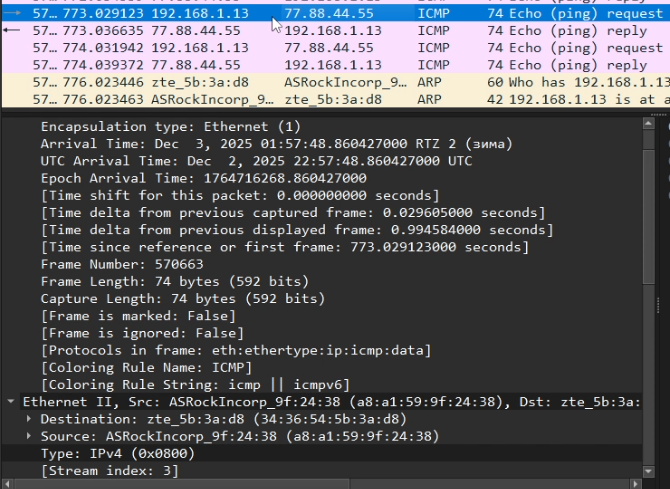 57… 773.029123 192.168.1.13 77.88.44.55 ICMP 74 Echo (ping) request
57… 773.036635 77.88.44.55 192.168.1.13 ICMP 74 Echo (ping) reply
57… 774.031942 192.168.1.13 77.88.44.55 ICMP 74 Echo (ping) request
57… 774.039372 77.88.44.55 192.168.1.13 ICMP 74 Echo (ping) reply
57… 776.023446 zte_5b:3a:d8 ASRockIncorp_9… ARP 60 Who has 192.168.1.13
57… 776.023463 ASRockIncorp_9… zte_5b:3a:d8 ARP 42 192.168.1.13 is at a
Encapsulation type: Ethernet (1)
Arrival Time: Dec  3, 2025 01:57:48.860427000 RTZ 2 (зима)
UTC Arrival Time: Dec  2, 2025 22:57:48.860427000 UTC
Epoch Arrival Time: 1764716268.860427000
[Time shift for this packet: 0.000000000 seconds]
[Time delta from previous captured frame: 0.029605000 seconds]
[Time delta from previous displayed frame: 0.994584000 seconds]
[Time since reference or first frame: 773.029123000 seconds]
Frame Number: 570663
Frame Length: 74 bytes (592 bits)
Capture Length: 74 bytes (592 bits)
[Frame is marked: False]
[Frame is ignored: False]
[Protocols in frame: eth:ethertype:ip:icmp:data]
[Coloring Rule Name: ICMP]
[Coloring Rule String: icmp || icmpv6]
Ethernet II, Src: ASRockIncorp_9f:24:38 (a8:a1:59:9f:24:38), Dst: zte_5b:3a:
Destination: zte_5b:3a:d8 (34:36:54:5b:3a:d8)
Source: ASRockIncorp_9f:24:38 (a8:a1:59:9f:24:38)
Type: IPv4 (0x0800)
[Stream index: 3]